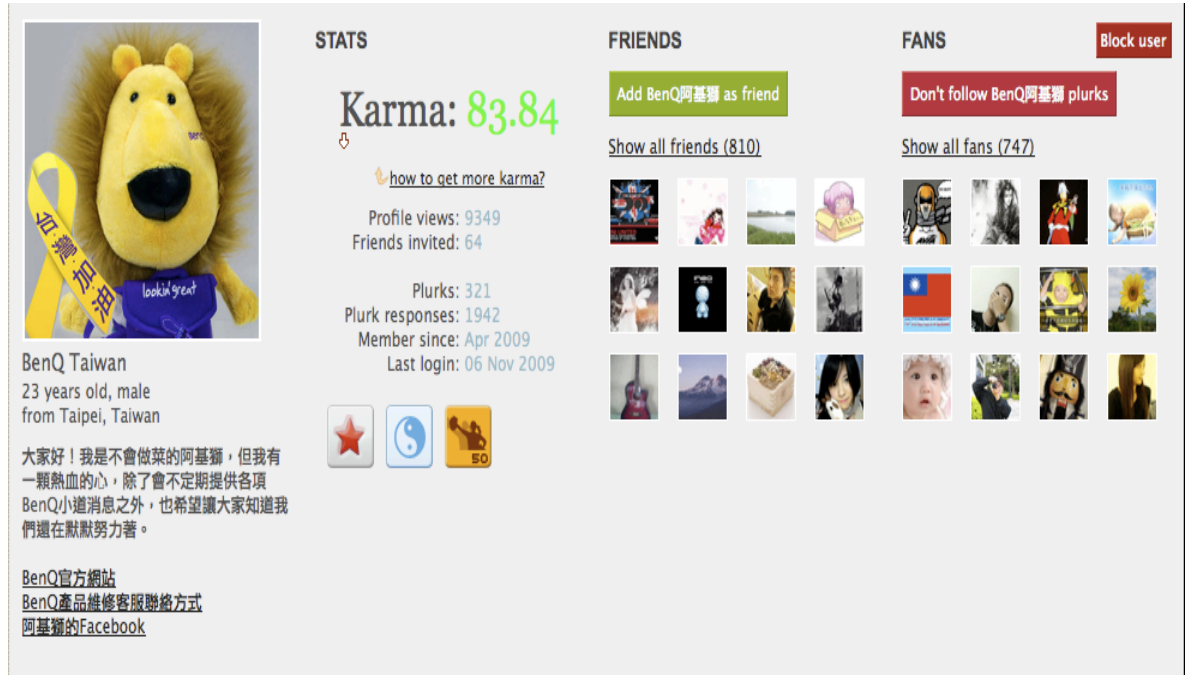 台灣加油
BenQ
lookin'great
BenQ Taiwan
23 years old, male
from Taipei, Taiwan
大家好！我是不會做菜的阿基獅，但我有
一顆熱血的心，除了會不定期提供各項
BenQ小道消息之外，也希望讓大家知道我
們還在默默努力著。
BenQ官方網站
BenQ產品維修客服聯絡方式
阿基獅的Facebook
STATS
Karma: 83.84
how to get more karma?
Profile views: 9349
Friends invited: 64
Plurks: 321
Plurk responses: 1942
Member since: Apr 2009
Last login: 06 Nov 2009
50
FRIENDS
Add BenQ阿基獅 as friend
Show all friends (810)
FANS
Block user
Don't follow BenQ阿基獅 plurks
Show all fans (747)